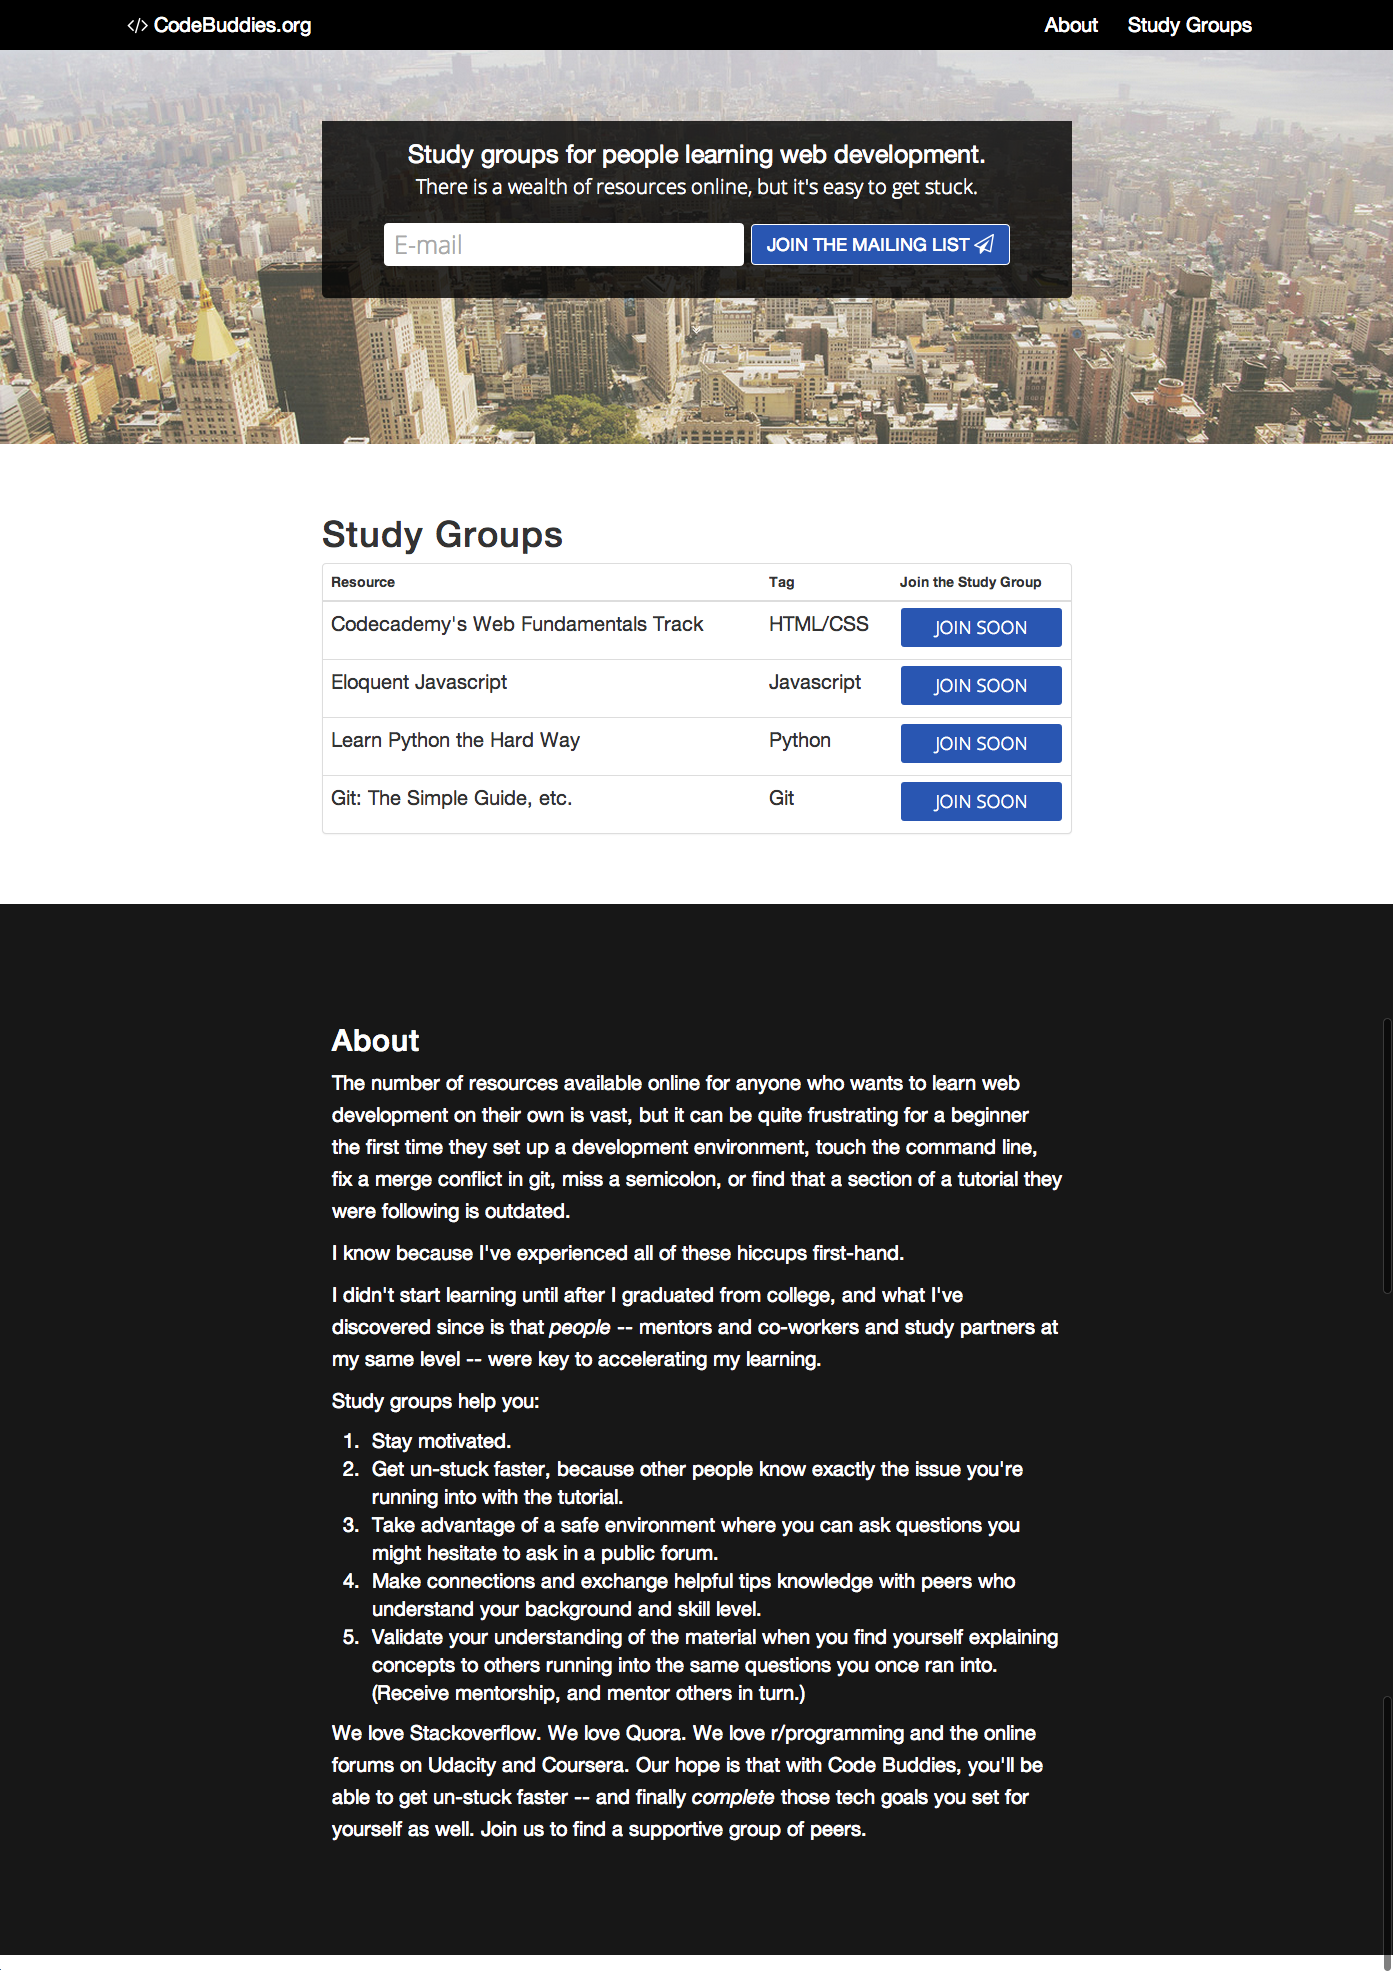 </> CodeBuddies.org
About
Study Groups
Study groups for people learning web development.
There is a wealth of resources online, but it's easy to get stuck.
E-mail
JOIN THE MAILING LIST
Study Groups
Resource Tag Join the Study Group
Codecademy's Web Fundamentals Track HTML/CSS JOIN SOON
Eloquent Javascript Javascript JOIN SOON
Learn Python the Hard Way Python JOIN SOON
Git: The Simple Guide, etc. Git JOIN SOON
About
The number of resources available online for anyone who wants to learn web
development on their own is vast, but it can be quite frustrating for a beginner
the first time they set up a development environment, touch the command line,
fix a merge conflict in git, miss a semicolon, or find that a section of a tutorial they
were following is outdated.
I know because I've experienced all of these hiccups first-hand.
I didn't start learning until after I graduated from college, and what I've
discovered since is that people -- mentors and co-workers and study partners at
my same level -- were key to accelerating my learning.
Study groups help you:
1. Stay motivated.
2. Get un-stuck faster, because other people know exactly the issue you're
running into with the tutorial.
3. Take advantage of a safe environment where you can ask questions you
might hesitate to ask in a public forum.
4. Make connections and exchange helpful tips knowledge with peers who
understand your background and skill level.
5. Validate your understanding of the material when you find yourself explaining
concepts to others running into the same questions you once ran into.
(Receive mentorship, and mentor others in turn.)
We love Stackoverflow. We love Quora. We love r/programming and the online
forums on Udacity and Coursera. Our hope is that with Code Buddies, you'll be
able to get un-stuck faster -- and finally complete those tech goals you set for
yourself as well. Join us to find a supportive group of peers.